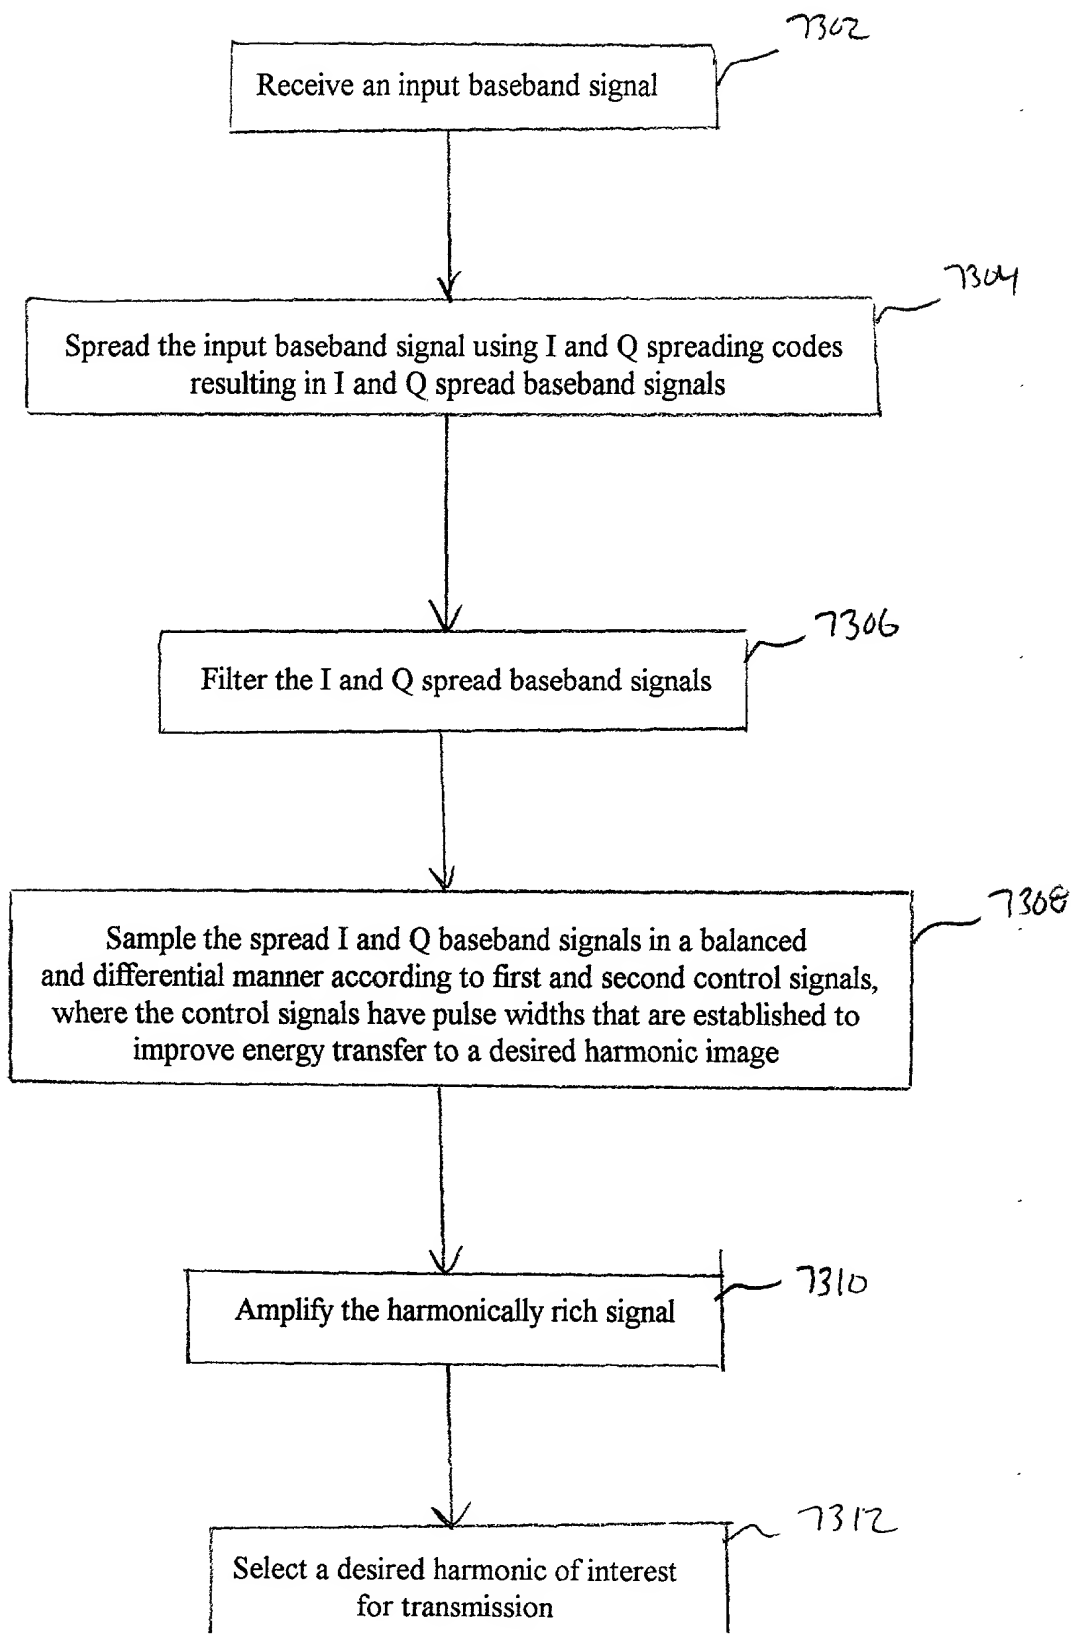 7302
Receive an input baseband signal
7304
Spread the input baseband signal using I and Q spreading codes
resulting in I and Q spread baseband signals
7306
Filter the I and Q spread baseband signals
7308
Sample the spread I and Q baseband signals in a balanced
and differential manner according to first and second control signals,
where the control signals have pulse widths that are established to
improve energy transfer to a desired harmonic image
7310
Amplify the harmonically rich signal
7312
Select a desired harmonic of interest
for transmission